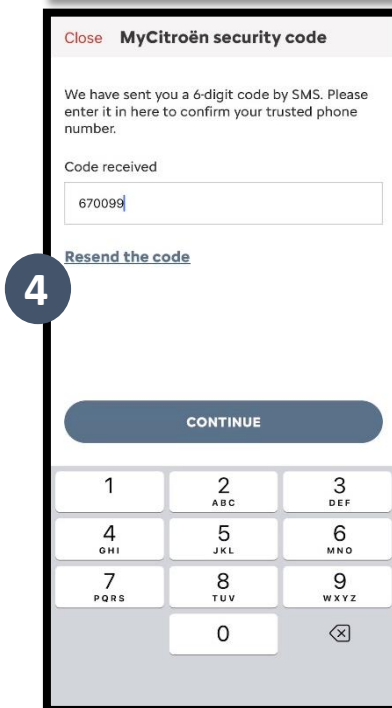 Close MyCitroën security code
We have sent you a 6-digit code by SMS. Please
enter it in here to confirm your trusted phone
number.
Code received
670099
Resend the code
4
CONTINUE
1 2 3
ABC DEF
4 5 6
GHI JKL MNO
7 8 9
PQRS TUV WXYZ
0